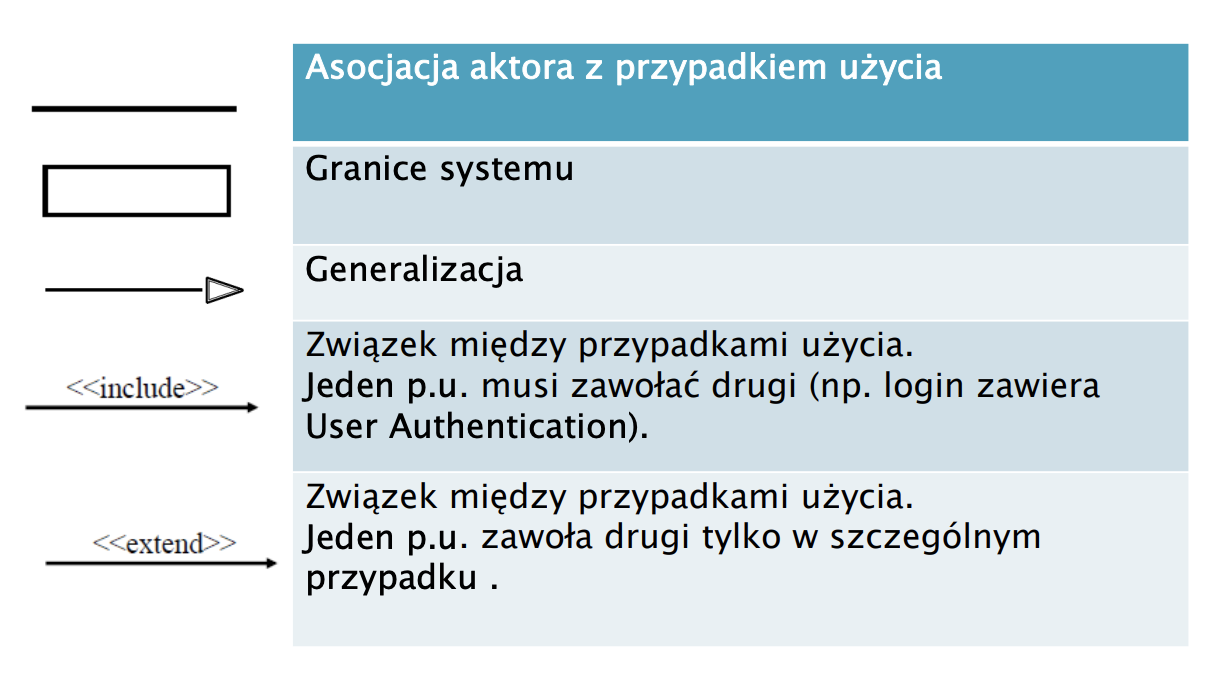 Asocjacja aktora z przypadkiem użycia
Granice systemu
Generalizacja
<<include>>
Związek między przypadkami użycia.
Jeden p.u. musi zawołać drugi (np. login zawiera
User Authentication).
<<extend>>
Związek między przypadkami użycia.
Jeden p.u. zawoła drugi tylko w szczególnym
przypadku .